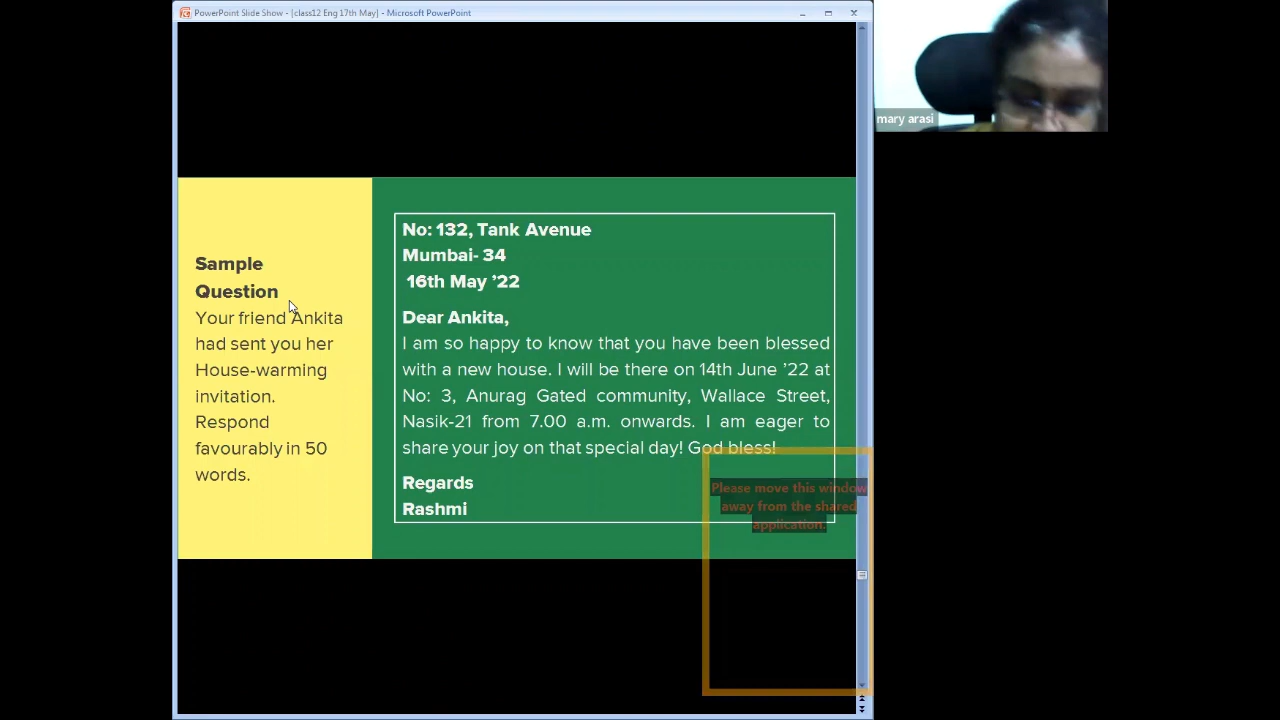 PowerPoint Slide Show - [class12 Eng 17th May] - Microsoft PowerPoint
mary arasi
Sample
Question
Your friend Ankita
had sent you her
House-warming
invitation.
Respond
favourably in 50
words.
No: 132, Tank Avenue
Mumbai- 34
16th May ’22
Dear Ankita,
I am so happy to know that you have been blessed
with a new house. I will be there on 14th June ’22 at
No: 3, Anurag Gated community, Wallace Street,
Nasik-21 from 7.00 a.m. onwards. I am eager to
share your joy on that special day! God bless!
Regards
Rashmi
Please move this window
away from the shared
application.